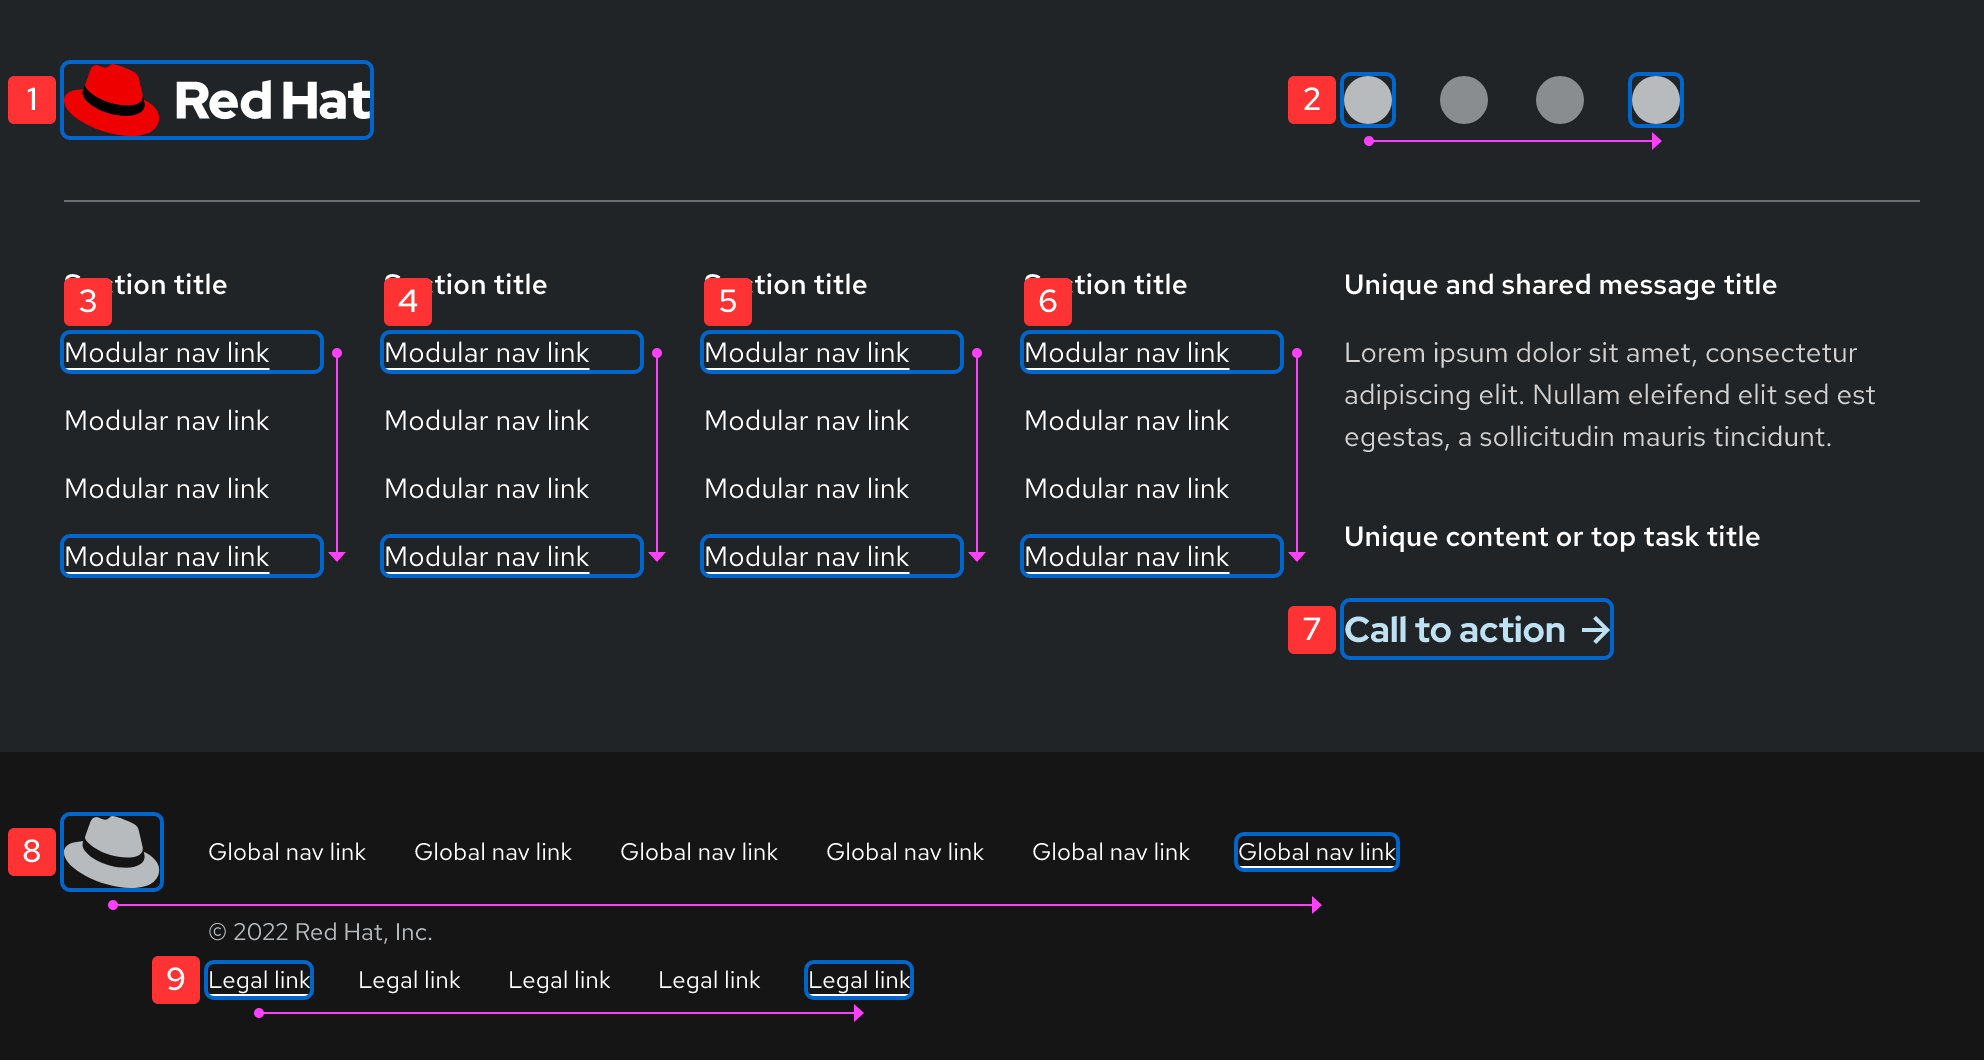 1 Red Hat 2
3 tion title 4 tion title 5 tion title 6 tion title Unique and shared message title
Modular nav link Modular nav link Modular nav link Modular nav link Lorem ipsum dolor sit amet, consectetur
adipiscing elit. Nullam eleifend elit sed est
Modular nav link Modular nav link Modular nav link Modular nav link
egestas, a sollicitudin mauris tincidunt.
Modular nav link Modular nav link Modular nav link Modular nav link
Unique content or top task title
Modular nav link Modular nav link Modular nav link Modular nav link
7 Call to action →
8 Global nav link Global nav link Global nav link Global nav link Global nav link Global nav link
© 2022 Red Hat, Inc.
9 Legal link Legal link Legal link Legal link Legal link